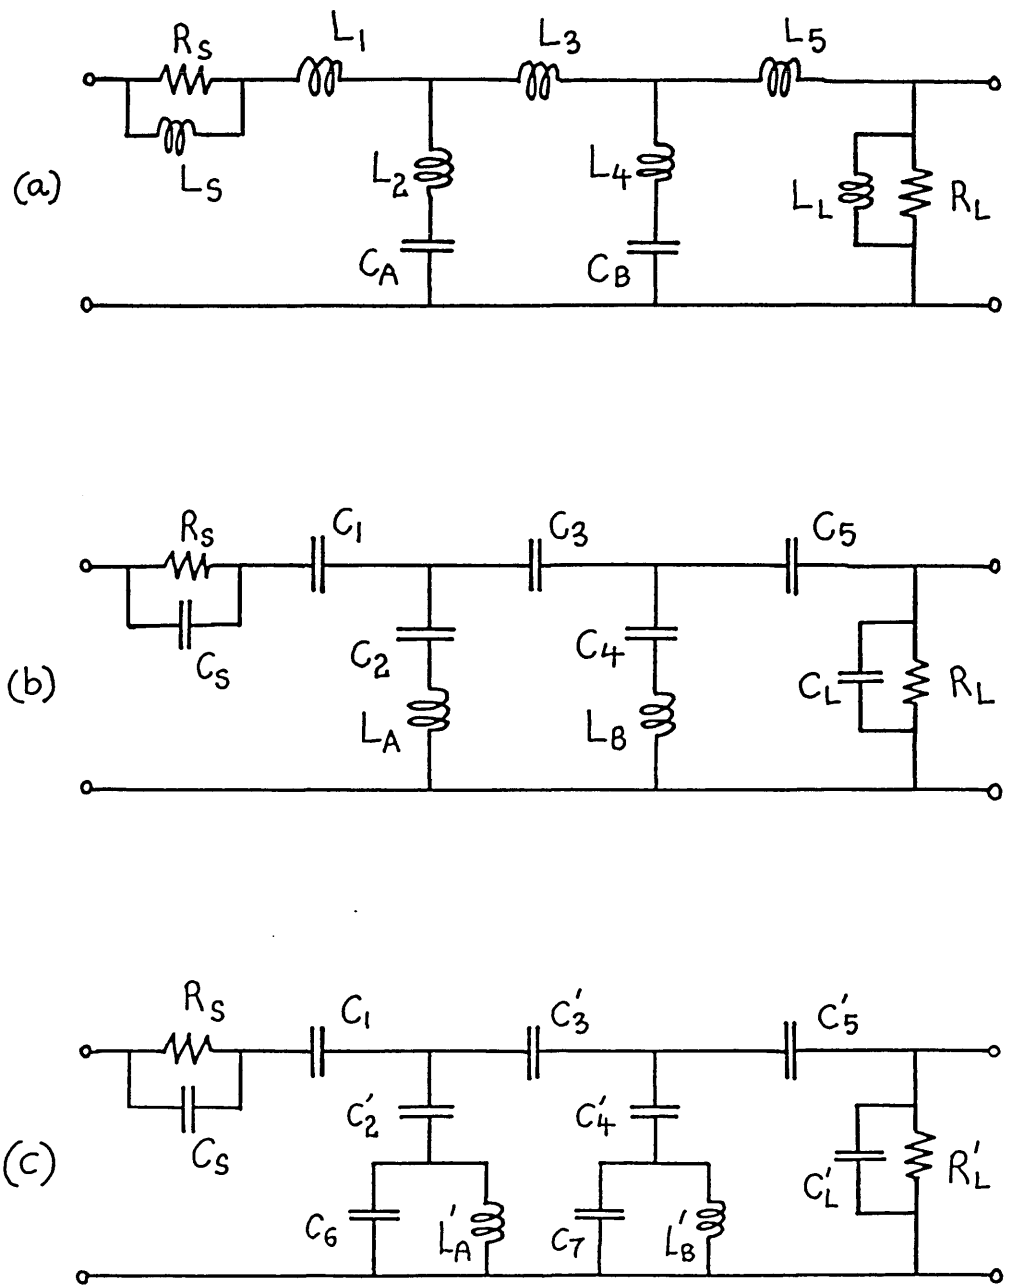 L1 L3 L5
RS
LS
(a)
L2 L4
CA CB
LL RL
RS C1 C3 C5
CS
(b)
C2 C4
LA LB
CL RL
RS C1 C'3 C'5
CS
(c)
C'2 C'4
C6 L'A C7 L'B
C'L R'L